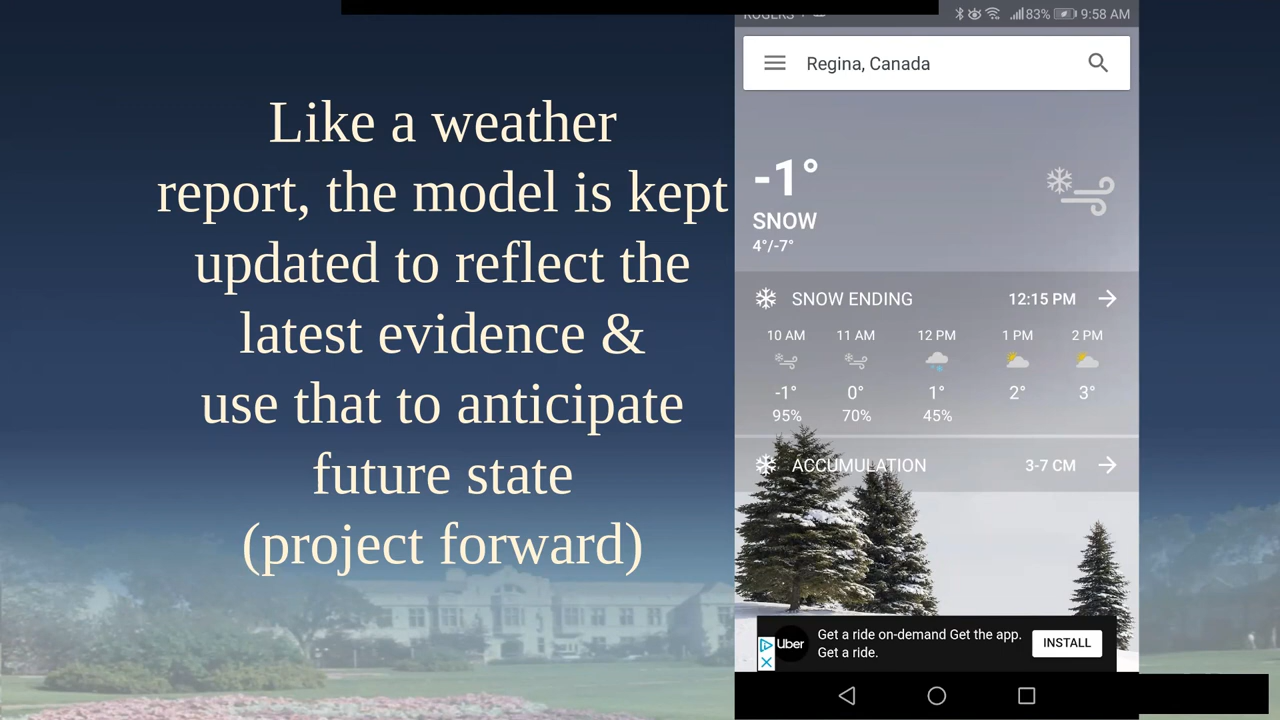 Like a weather
report, the model is kept
updated to reflect the
latest evidence &
use that to anticipate
future state
(project forward)
ROGERS
83% 9:58 AM
Regina, Canada
-1°
SNOW
4°/-7°
SNOW ENDING 12:15 PM
10 AM 11 AM 12 PM 1 PM 2 PM
-1° 0° 1° 2° 3°
95% 70% 45%
ACCUMULATION 3-7 CM
Uber
Get a ride on-demand Get the app.
Get a ride.
INSTALL